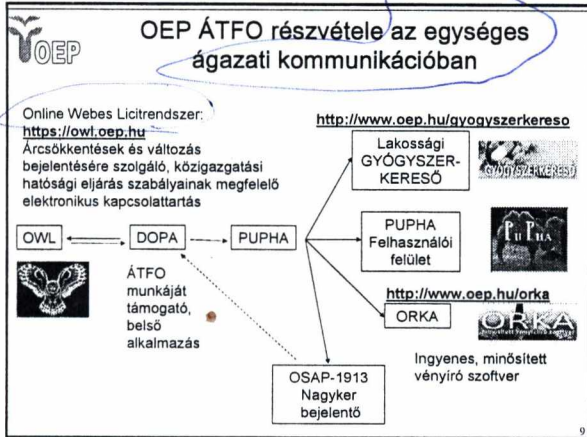 OEP
OEP ÁTFO részvétele az egységes
ágazati kommunikációban
Online Webes Licitrendszer:
https://owl.oep.hu
Árcsökkentések és változás
bejelentésére szolgáló, közigazgatási
hatósági eljárás szabályainak megfelelő
elektronikus kapcsolattartás
http://www.oep.hu/gyogyszerkereso
Lakossági
GYÓGYSZER-
KERESŐ
GYÓGYSZERKERESŐ
OWL
DOPA
PUPHA
PUPHA
Felhasználói
felület
PUPHA
ÁTFO
munkáját
támogató,
belső
alkalmazás
http://www.oep.hu/orka
ORKA
ORKA
Ingyenes, minősített
vényíró szoftver
OSAP-1913
Nagyker
bejelentő
9